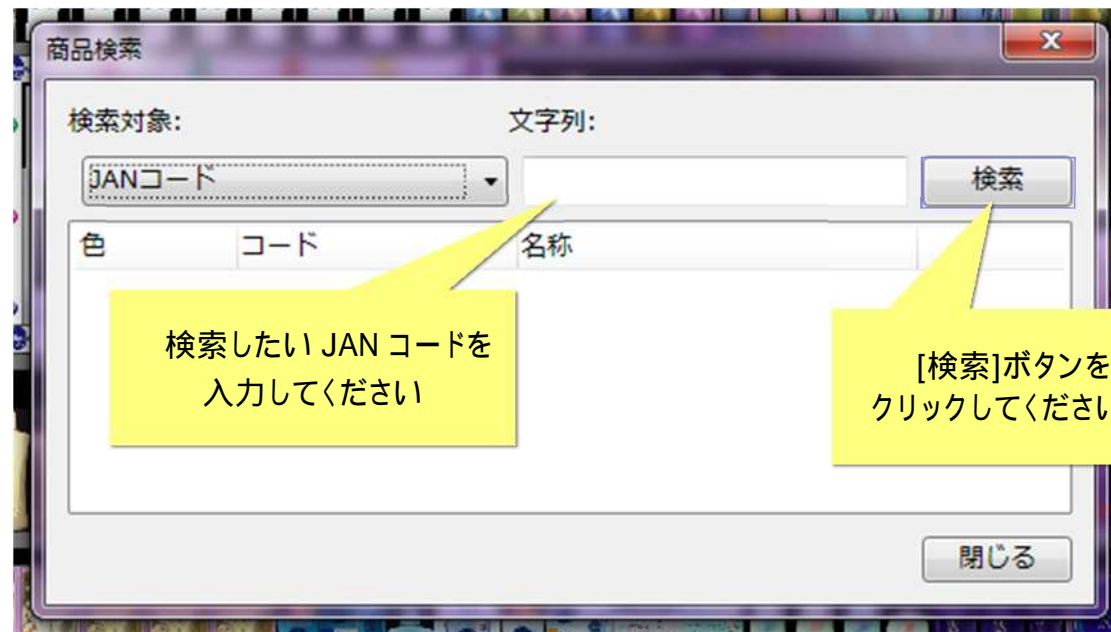 商品検索
検索対象:
文字列:
JANコード
検索
色 コード 名称
検索したい JAN コードを
入力してください
[検索]ボタンを
クリックしてください
閉じる